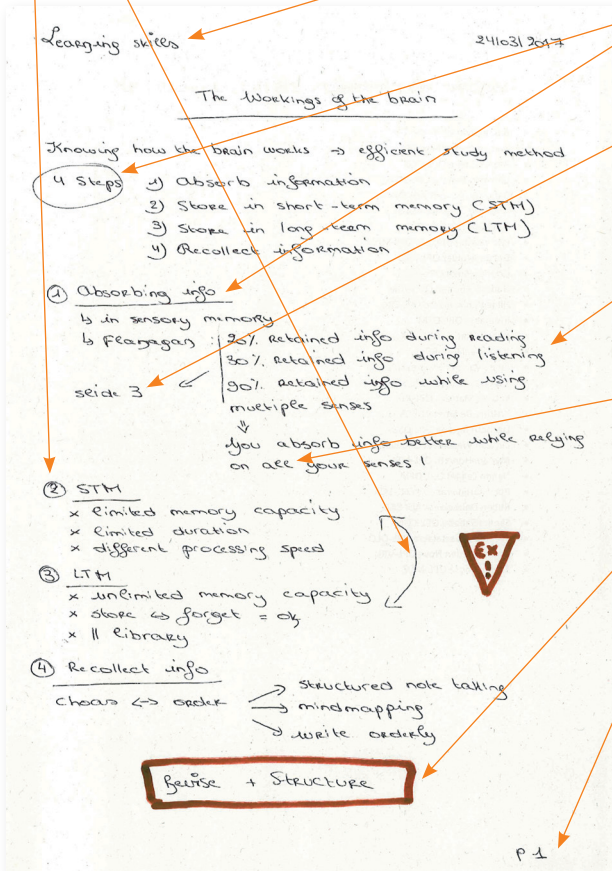 Learning skills 24/03/2017
The workings of the brain
Knowing how the brain works → efficient study method
4 Steps 1) Absorb information
2) Store in short-term memory (STM)
3) Store in long-term memory (LTM)
4) Recollect information
① Absorbing info
↳ in sensory memory
↳ Flanagan : 20% Retained info during reading
30% Retained info during listening
slide 3 ← 90% Retained info while using
multiple senses
⇓
You absorb info better while relying
on all your senses !
② STM
x limited memory capacity
x limited duration
x different processing speed
EX
!
③ LTM
x unlimited memory capacity
x store ↔ forget = ok
x || library
④ Recollect info
→ structured note talking
choas ↔ order → mindmapping
→ write orderly
Revise + Structure
P 1